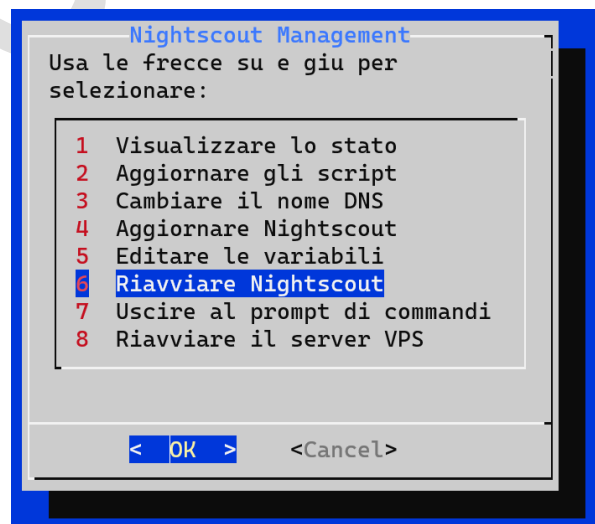 Nightscout Management
Usa le frecce su e giu per
selezionare:
1 Visualizzare lo stato
2 Aggiornare gli script
3 Cambiare il nome DNS
4 Aggiornare Nightscout
5 Editare le variabili
6 Riavviare Nightscout
7 Uscire al prompt di commandi
8 Riavviare il server VPS
< OK > <Cancel>